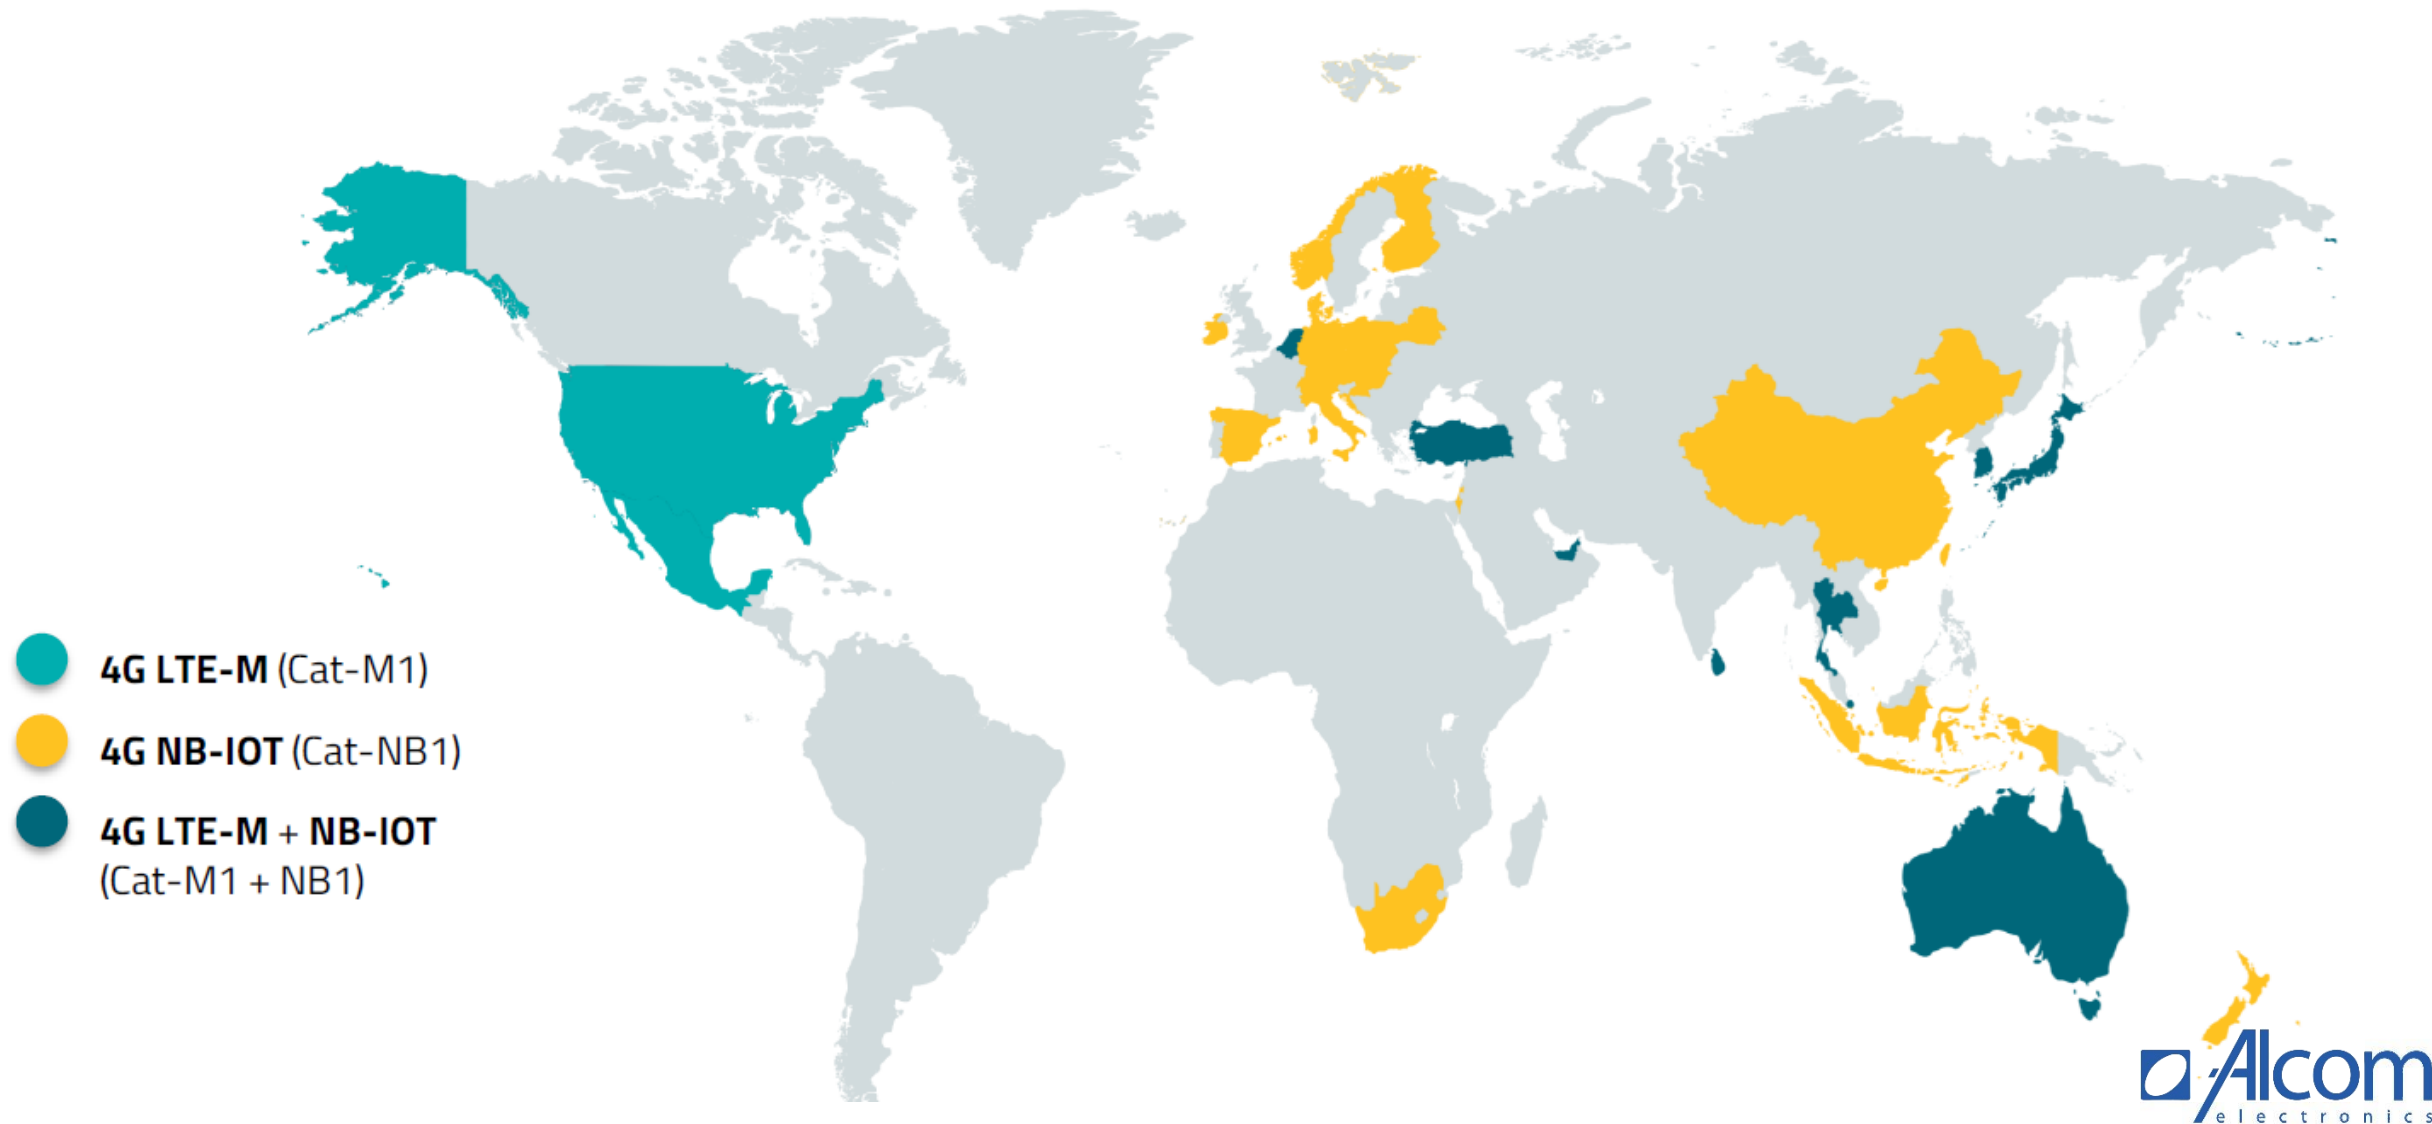 4G LTE-M (Cat-M1)
4G NB-IOT (Cat-NB1)
4G LTE-M + NB-IOT
(Cat-M1 + NB1)
Alcom
electronics